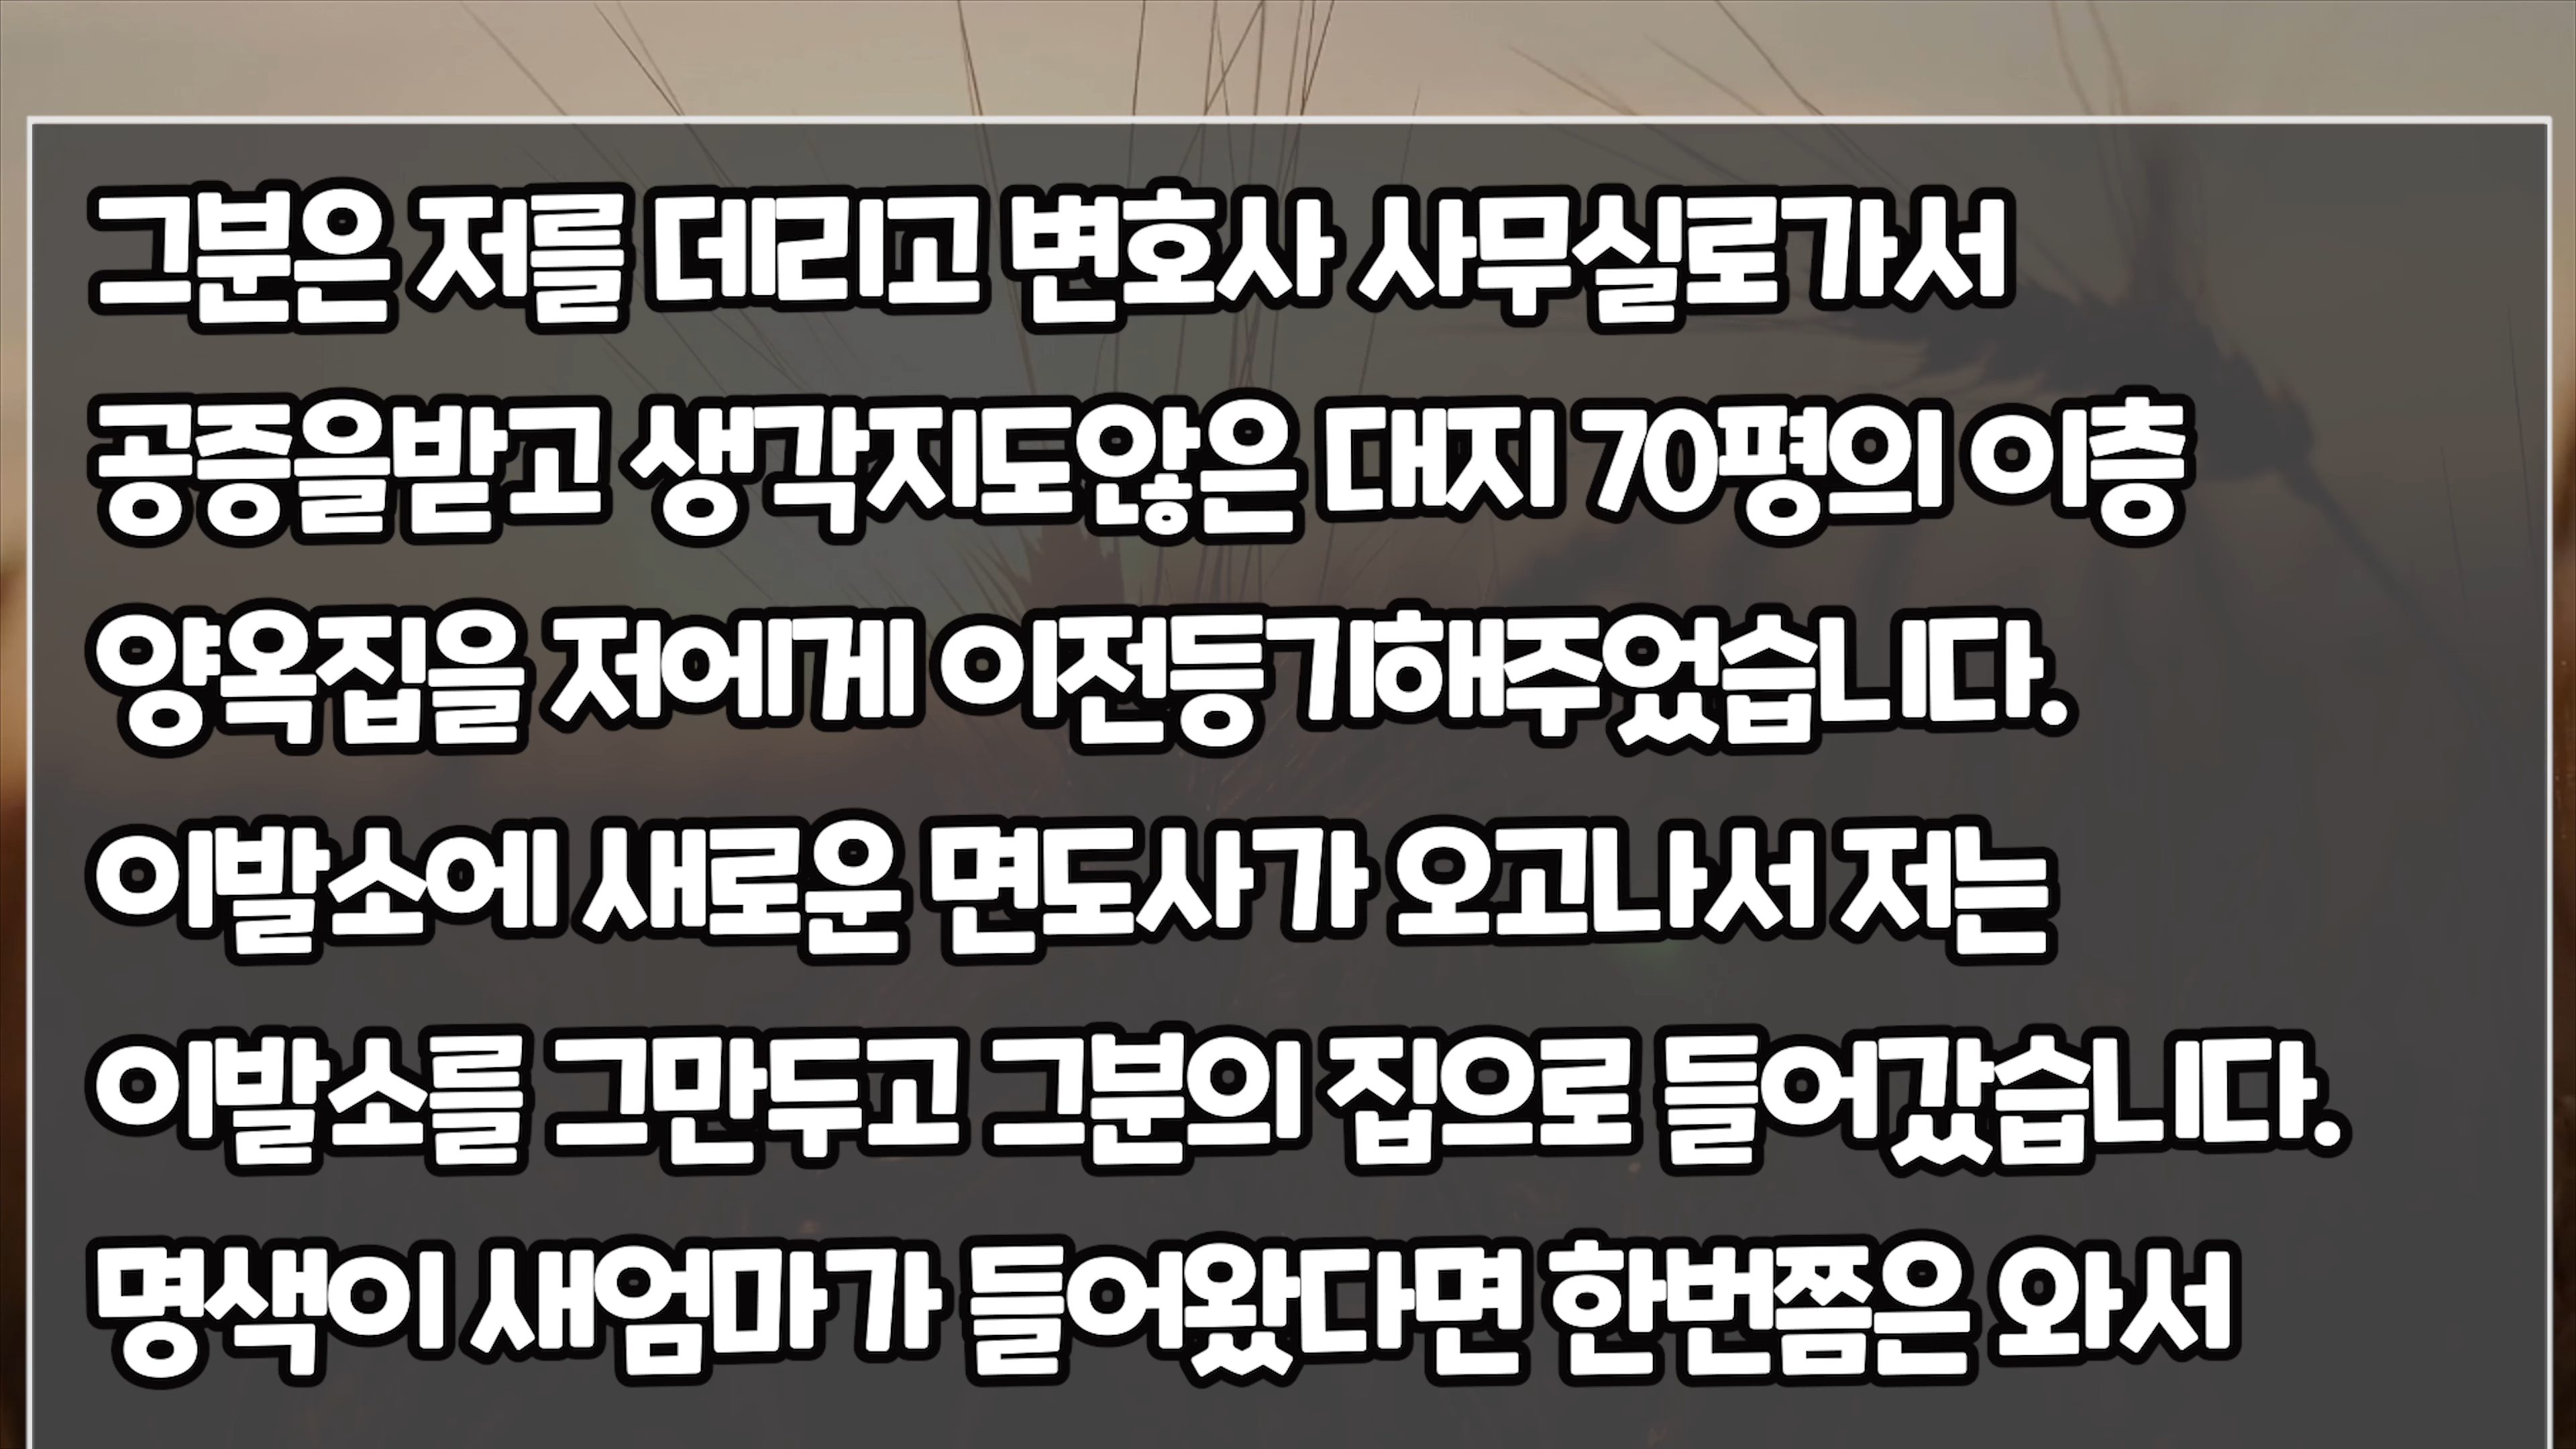 그분은 저를 데리고 변호사 사무실로가서
공증을받고 생각지도않은 대지 70평의 이층
양옥집을 저에게 이전등기해주었습니다.
이발소에 새로운 면도사가 오고나서 저는
이발소를 그만두고 그분의 집으로 들어갔습니다.
명색이 새엄마가 들어왔다면 한번쯤은 와서